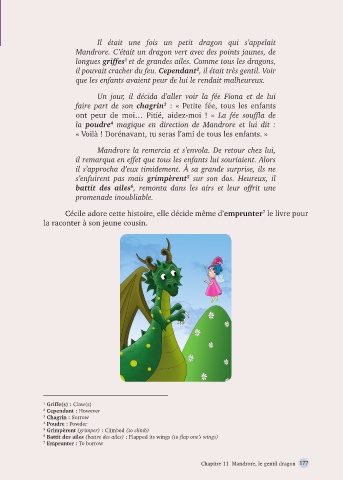 Il était une fois un petit dragon qui s'appelait
Mandrore. C'était un dragon vert avec des points jaunes, de
longues griffes¹ et de grandes ailes. Comme tous les dragons,
il pouvait cracher du feu. Cependant², il était très gentil. Voir
que les enfants avaient peur de lui le rendait malheureux.
Un jour, il décida d'aller voir la fée Fiona et de lui
faire part de son chagrin³ : « Petite fée, tous les enfants
ont peur de moi… Pitié, aidez-moi ! » La fée souffla de
la poudre⁴ magique en direction de Mandrore et lui dit :
« Voilà ! Dorénavant, tu seras l'ami de tous les enfants. »
Mandrore la remercia et s'envola. De retour chez lui,
il remarqua en effet que tous les enfants lui souriaient. Alors
il s'approcha d'eux timidement. À sa grande surprise, ils ne
s'enfuirent pas mais grimpèrent⁵ sur son dos. Heureux, il
battit des ailes⁶, remonta dans les airs et leur offrit une
promenade inoubliable.
Cécile adore cette histoire, elle décide même d'emprunter⁷ le livre pour
la raconter à son jeune cousin.
¹ Griffe(s) : Claw(s)
² Cependant : However
³ Chagrin : Sorrow
⁴ Poudre : Powder
⁵ Grimpèrent (grimper) : Climbed (to climb)
⁶ Battit des ailes (battre des ailes) : Flapped its wings (to flap one's wings)
⁷ Emprunter : To borrow
Chapitre 11 Mandrore, le gentil dragon 177